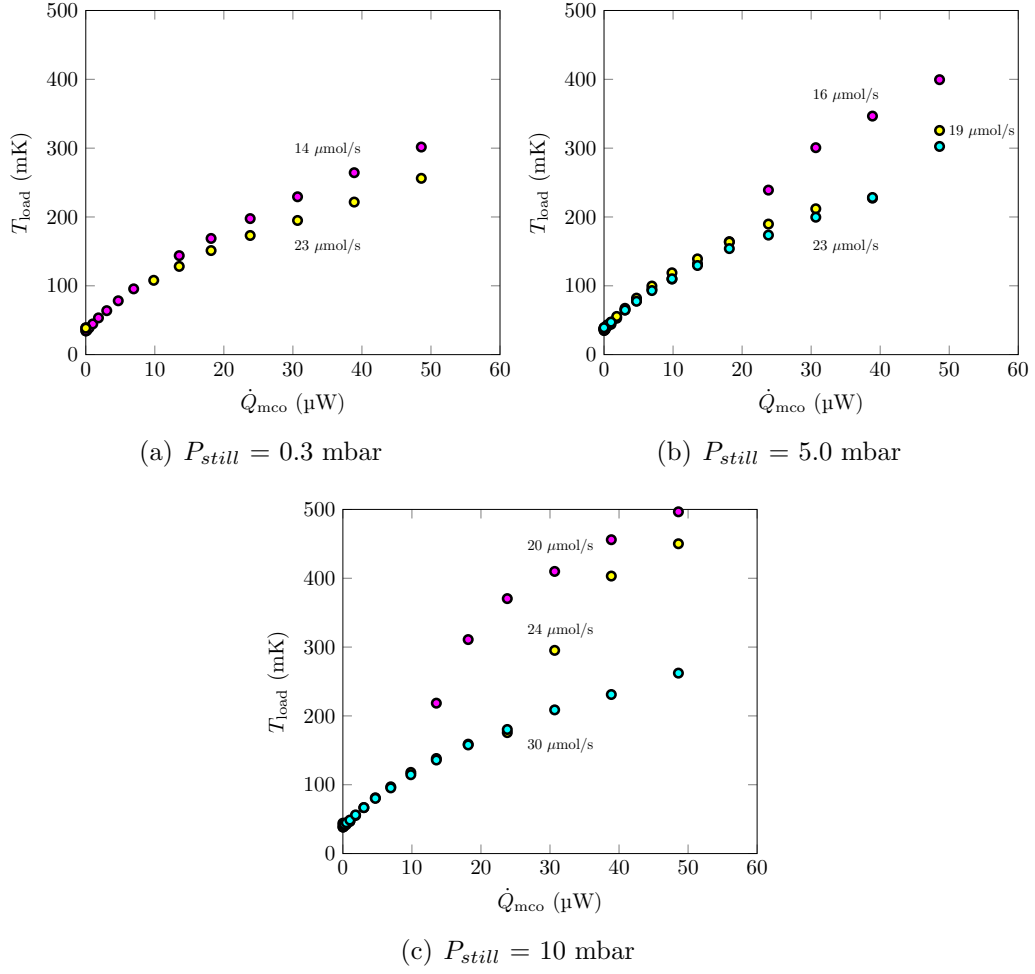 500
400
300
200
100
0
0 10 20 30 40 50 60
T_load (mK)
Q̇_mco (µW)
14 µmol/s
23 µmol/s
(a) P_still = 0.3 mbar
500
400
300
200
100
0
0 10 20 30 40 50 60
T_load (mK)
Q̇_mco (µW)
16 µmol/s
19 µmol/s
23 µmol/s
(b) P_still = 5.0 mbar
500
400
300
200
100
0
0 10 20 30 40 50 60
T_load (mK)
Q̇_mco (µW)
20 µmol/s
24 µmol/s
30 µmol/s
(c) P_still = 10 mbar